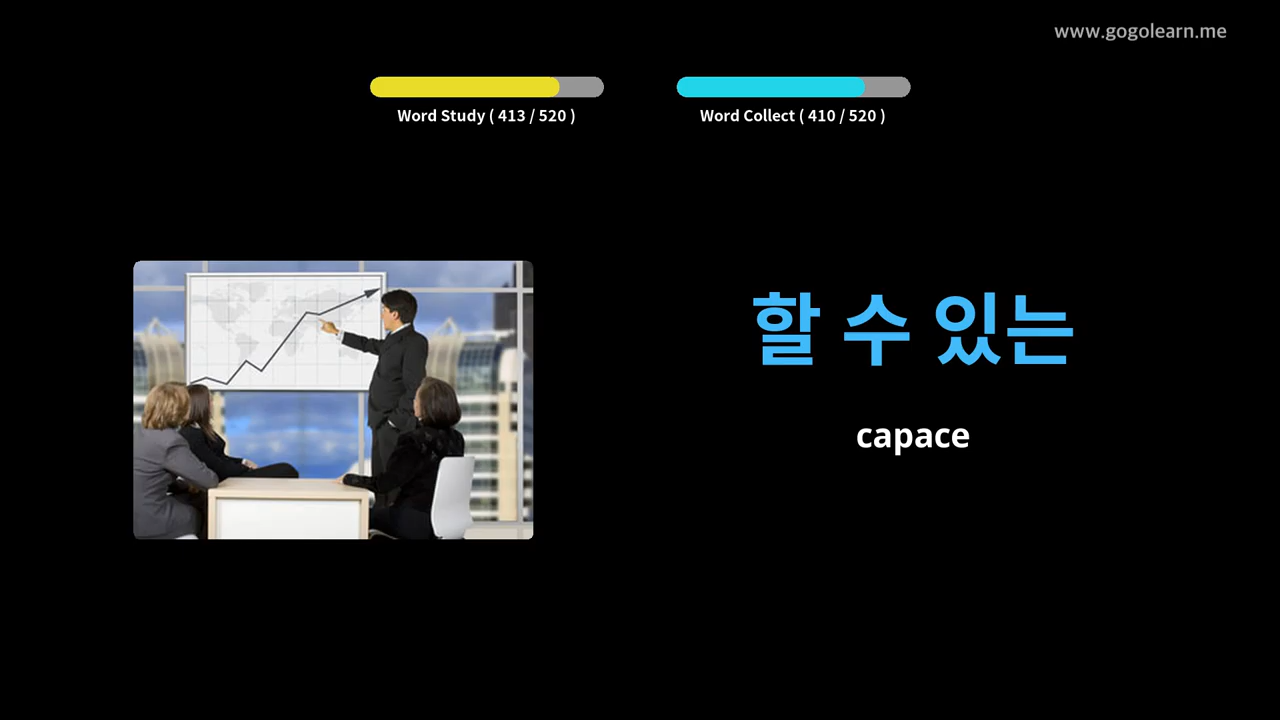 www.gogolearn.me
Word Study ( 413 / 520 )
Word Collect ( 410 / 520 )
할 수 있는
capace